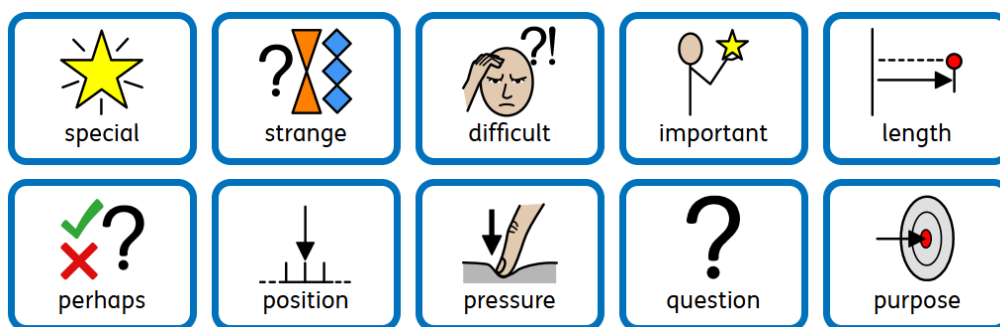 special strange difficult important length
perhaps position pressure question purpose